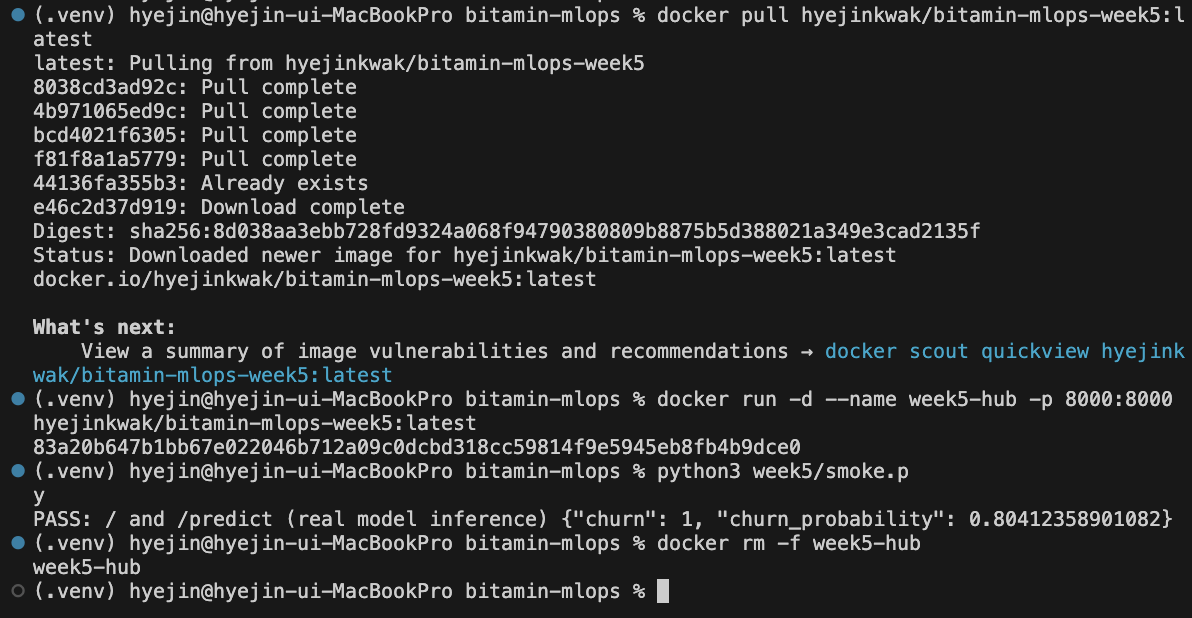 (.venv) hyejin@hyejin-ui-MacBookPro bitamin-mlops % docker pull hyejinkwak/bitamin-mlops-week5:l
atest
latest: Pulling from hyejinkwak/bitamin-mlops-week5
8038cd3ad92c: Pull complete
4b971065ed9c: Pull complete
bcd4021f6305: Pull complete
f81f8a1a5779: Pull complete
44136fa355b3: Already exists
e46c2d37d919: Download complete
Digest: sha256:8d038aa3ebb728fd9324a068f94790380809b8875b5d388021a349e3cad2135f
Status: Downloaded newer image for hyejinkwak/bitamin-mlops-week5:latest
docker.io/hyejinkwak/bitamin-mlops-week5:latest
What's next:
View a summary of image vulnerabilities and recommendations → docker scout quickview hyejink
wak/bitamin-mlops-week5:latest
(.venv) hyejin@hyejin-ui-MacBookPro bitamin-mlops % docker run -d --name week5-hub -p 8000:8000
hyejinkwak/bitamin-mlops-week5:latest
83a20b647b1bb67e022046b712a09c0dcbd318cc59814f9e5945eb8fb4b9dce0
(.venv) hyejin@hyejin-ui-MacBookPro bitamin-mlops % python3 week5/smoke.p
y
PASS: / and /predict (real model inference) {"churn": 1, "churn_probability": 0.80412358901082}
(.venv) hyejin@hyejin-ui-MacBookPro bitamin-mlops % docker rm -f week5-hub
week5-hub
(.venv) hyejin@hyejin-ui-MacBookPro bitamin-mlops %